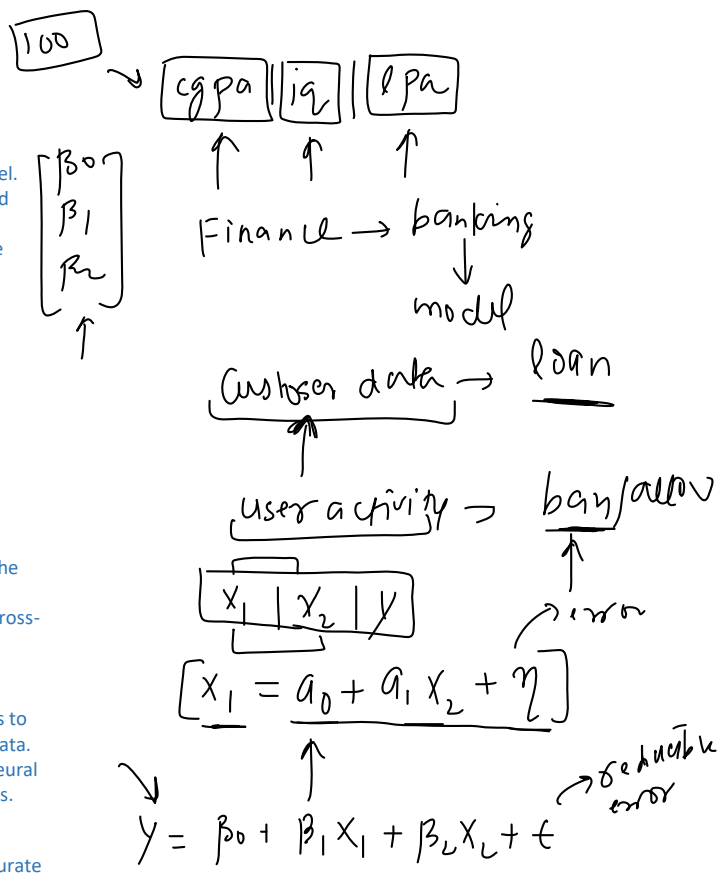 100
cgpa | iq | lpa
el.
d
e
β0
β1
β2
Finance → banking
model
Customer data → loan
user activity → ban/allow
he
ross-
x1 | x2 | y
error
[x1 = a0 + a1 x2 + η]
s to
ata.
eural
s.
reducible error
y = β0 + β1 x1 + β2 x2 + ϵ
urate